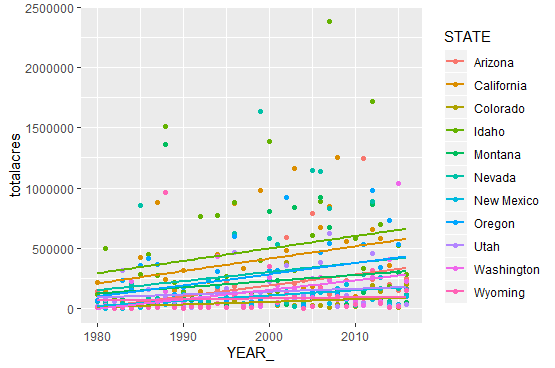 2500000
2000000
1500000
1000000
500000
0
totalacres
1980
1990
2000
2010
YEAR_
STATE
Arizona
California
Colorado
Idaho
Montana
Nevada
New Mexico
Oregon
Utah
Washington
Wyoming